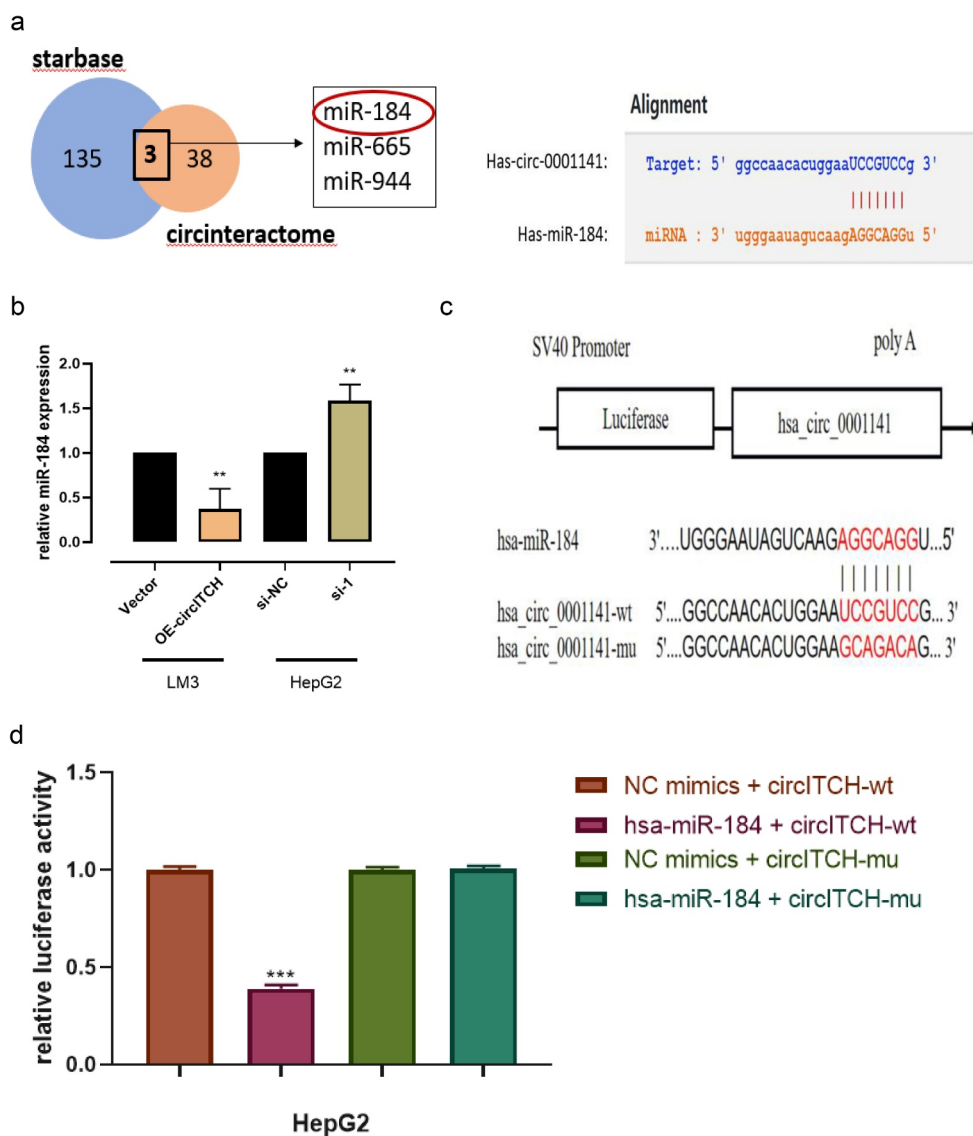 a
starbase
135
3
38
circinteractome
miR-184
miR-665
miR-944
Alignment
Has-circ-0001141:
Target: 5' ggccaacacuggaaUCCGUCCg 3'
|||||||
Has-miR-184:
miRNA : 3' ugggaauagucaagAGGCAGGu 5'
b
relative miR-184 expression
2.0
1.5
1.0
0.5
0.0
**
**
Vector
OE-circITCH
si-NC
si-1
LM3
HepG2
c
SV40 Promoter
poly A
Luciferase
hsa_circ_0001141
hsa-miR-184 3'....UGGGAAUAGUCAAGAGGCAGGU...5'
| | | | | | |
hsa_circ_0001141-wt 5'....GGCCAACACUGGAAUCCGUCCG... 3'
hsa_circ_0001141-mu 5'....GGCCAACACUGGAAGCAGACAG... 3'
d
relative luciferase activity
1.5
1.0
0.5
0.0
***
HepG2
NC mimics + circITCH-wt
hsa-miR-184 + circITCH-wt
NC mimics + circITCH-mu
hsa-miR-184 + circITCH-mu